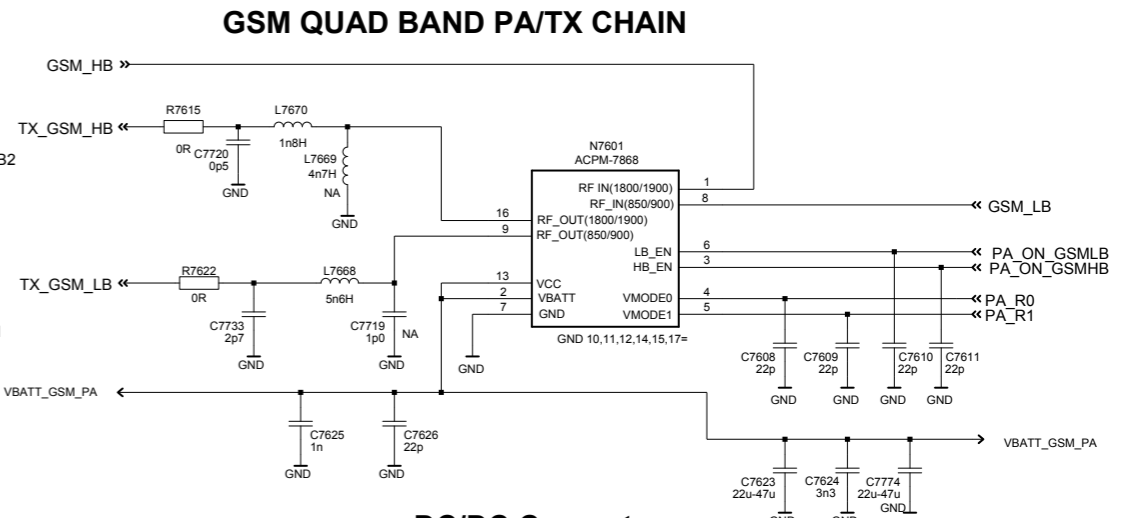 GSM QUAD BAND PA/TX CHAIN
GSM_HB
R7615
L7670
TX_GSM_HB
0R
C7720
0p5
1n8H
L7669
4n7H
NA
GND
GND
B2
N7601
ACPM-7868
RF IN(1800/1900)
1
RF_IN(850/900)
8
GSM_LB
16
RF_OUT(1800/1900)
9
RF_OUT(850/900)
LB_EN
6
PA_ON_GSMLB
HB_EN
3
PA_ON_GSMHB
13
VCC
2
VBATT
VMODE0
4
PA_R0
7
GND
VMODE1
5
PA_R1
GND 10,11,12,14,15,17=
R7622
L7668
TX_GSM_LB
0R
5n6H
C7733
2p7
C7719
1p0
NA
GND
GND
GND
C7608
22p
C7609
22p
C7610
22p
C7611
22p
GND
GND
GND
GND
VBATT_GSM_PA
C7625
1n
C7626
22p
GND
GND
VBATT_GSM_PA
C7623
22u-47u
C7624
3n3
C7774
22u-47u
GND
GND
GND